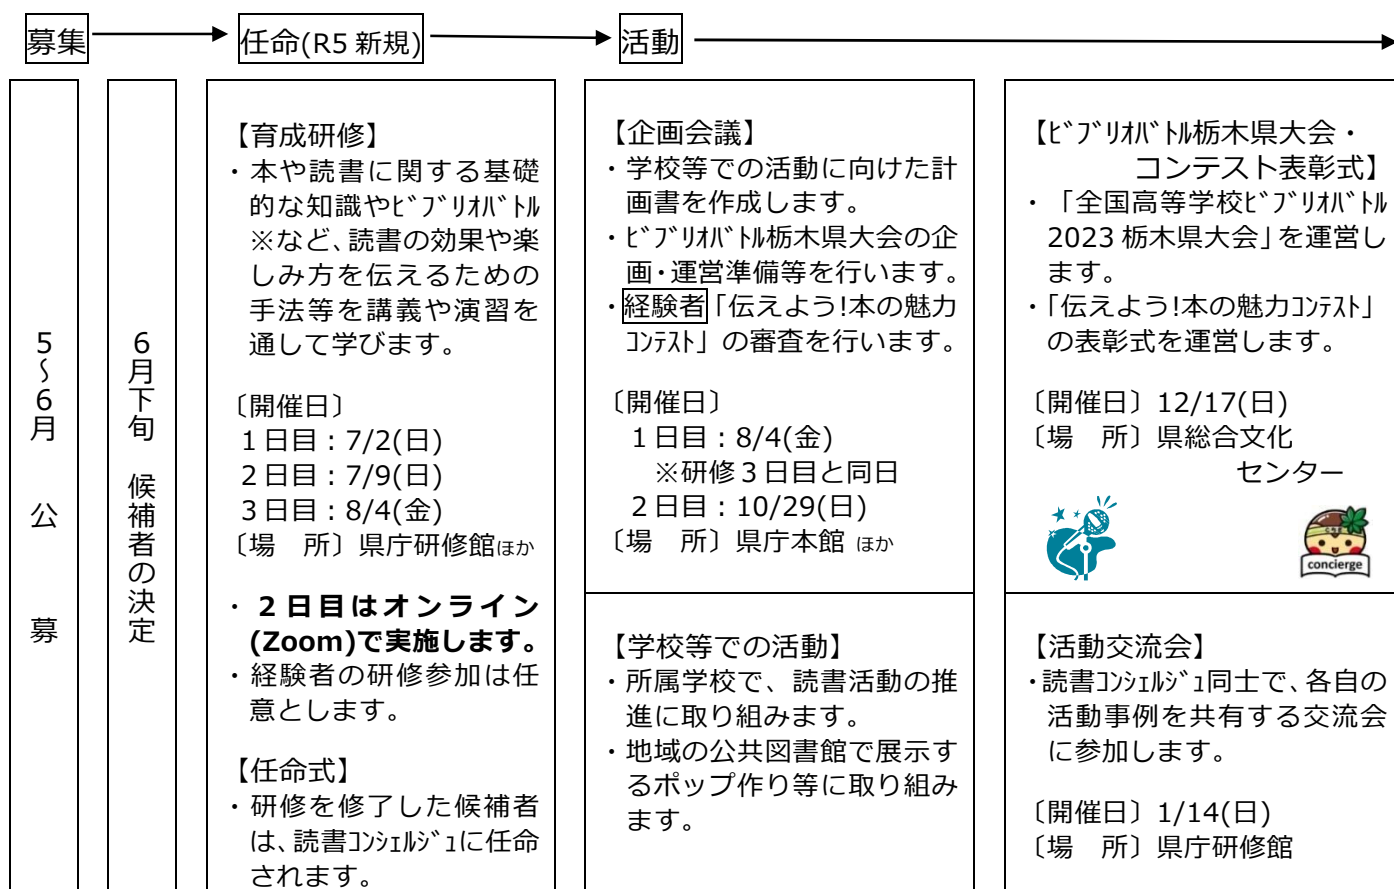 募集
任命(R5 新規)
活動
5～6月　公　募
6月下旬　候補者の決定
【育成研修】
・本や読書に関する基礎
的な知識やﾋﾞﾌﾞﾘｵﾊﾞﾄﾙ
※など、読書の効果や楽
しみ方を伝えるための
手法等を講義や演習を
通して学びます。
〔開催日〕
１日目：7/2(日)
２日目：7/9(日)
３日目：8/4(金)
〔場　所〕県庁研修館ほか
・２日目はオンライン
(Zoom)で実施します。
・経験者の研修参加は任
意とします。
【任命式】
・研修を修了した候補者
は、読書ｺﾝｼｪﾙｼﾞｭに任命
されます。
【企画会議】
・学校等での活動に向けた計
画書を作成します。
・ﾋﾞﾌﾞﾘｵﾊﾞﾄﾙ栃木県大会の企
画・運営準備等を行います。
・経験者「伝えよう!本の魅力
ｺﾝﾃｽﾄ」の審査を行います。
〔開催日〕
１日目：8/4(金)
※研修３日目と同日
２日目：10/29(日)
〔場　所〕県庁本館 ほか
【学校等での活動】
・所属学校で、読書活動の推
進に取り組みます。
・地域の公共図書館で展示す
るポップ作り等に取り組み
ます。
【ﾋﾞﾌﾞﾘｵﾊﾞﾄﾙ栃木県大会・
コンテスト表彰式】
・「全国高等学校ﾋﾞﾌﾞﾘｵﾊﾞﾄﾙ
2023 栃木県大会」を運営し
ます。
・「伝えよう!本の魅力ｺﾝﾃｽﾄ」
の表彰式を運営します。
〔開催日〕12/17(日)
〔場　所〕県総合文化
センター
concierge
【活動交流会】
・読書ｺﾝｼｪﾙｼﾞｭ同士で、各自の
活動事例を共有する交流会
に参加します。
〔開催日〕1/14(日)
〔場　所〕県庁研修館